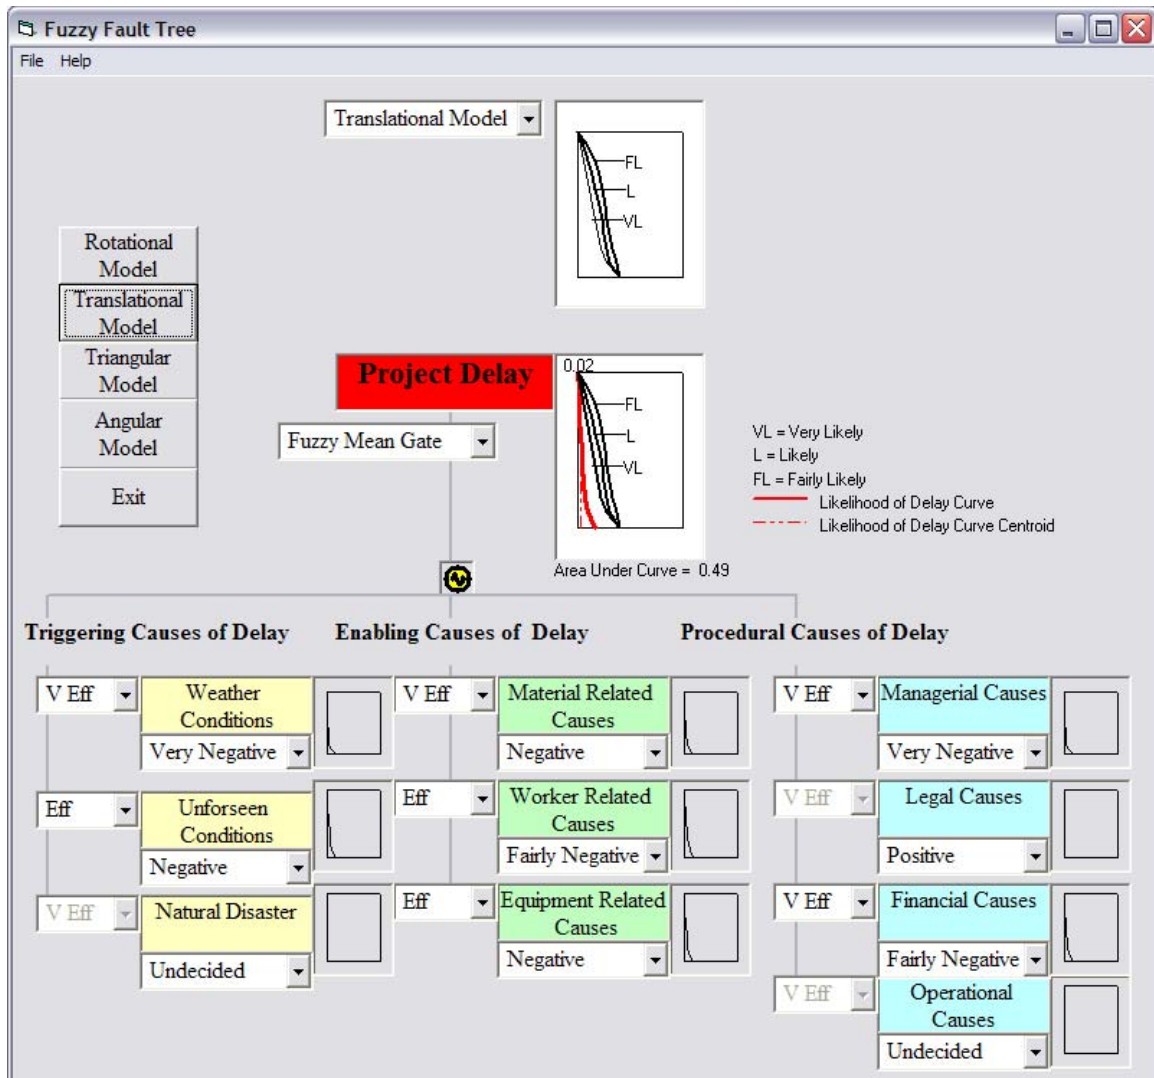 Fuzzy Fault Tree
File Help
Translational Model
FL
L
VL
Rotational
Model
Translational
Model
Triangular
Model
Angular
Model
Exit
Project Delay
0.02
FL
L
VL
Fuzzy Mean Gate
VL = Very Likely
L = Likely
FL = Fairly Likely
Likelihood of Delay Curve
Likelihood of Delay Curve Centroid
Area Under Curve = 0.49
Triggering Causes of Delay
Enabling Causes of Delay
Procedural Causes of Delay
V Eff
Weather
Conditions
Very Negative
Eff
Unforseen
Conditions
Negative
V Eff
Natural Disaster
Undecided
V Eff
Material Related
Causes
Negative
Eff
Worker Related
Causes
Fairly Negative
Eff
Equipment Related
Causes
Negative
V Eff
Managerial Causes
Very Negative
V Eff
Legal Causes
Positive
V Eff
Financial Causes
Fairly Negative
V Eff
Operational
Causes
Undecided